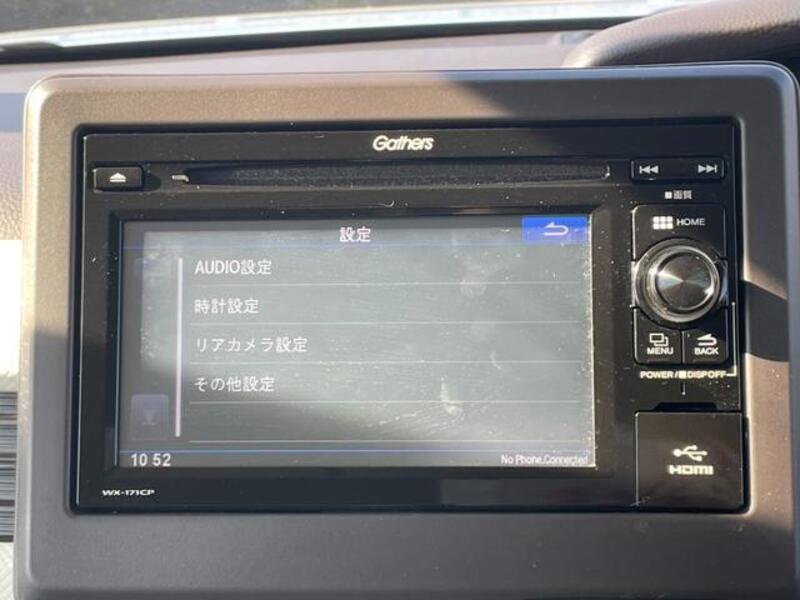 Gathers
■画質
HOME
設定
AUDIO設定
時計設定
リアカメラ設定
その他設定
MENU
BACK
POWER/■DISP OFF
10 52
No Phone Connected
HDMI
WX-171CP